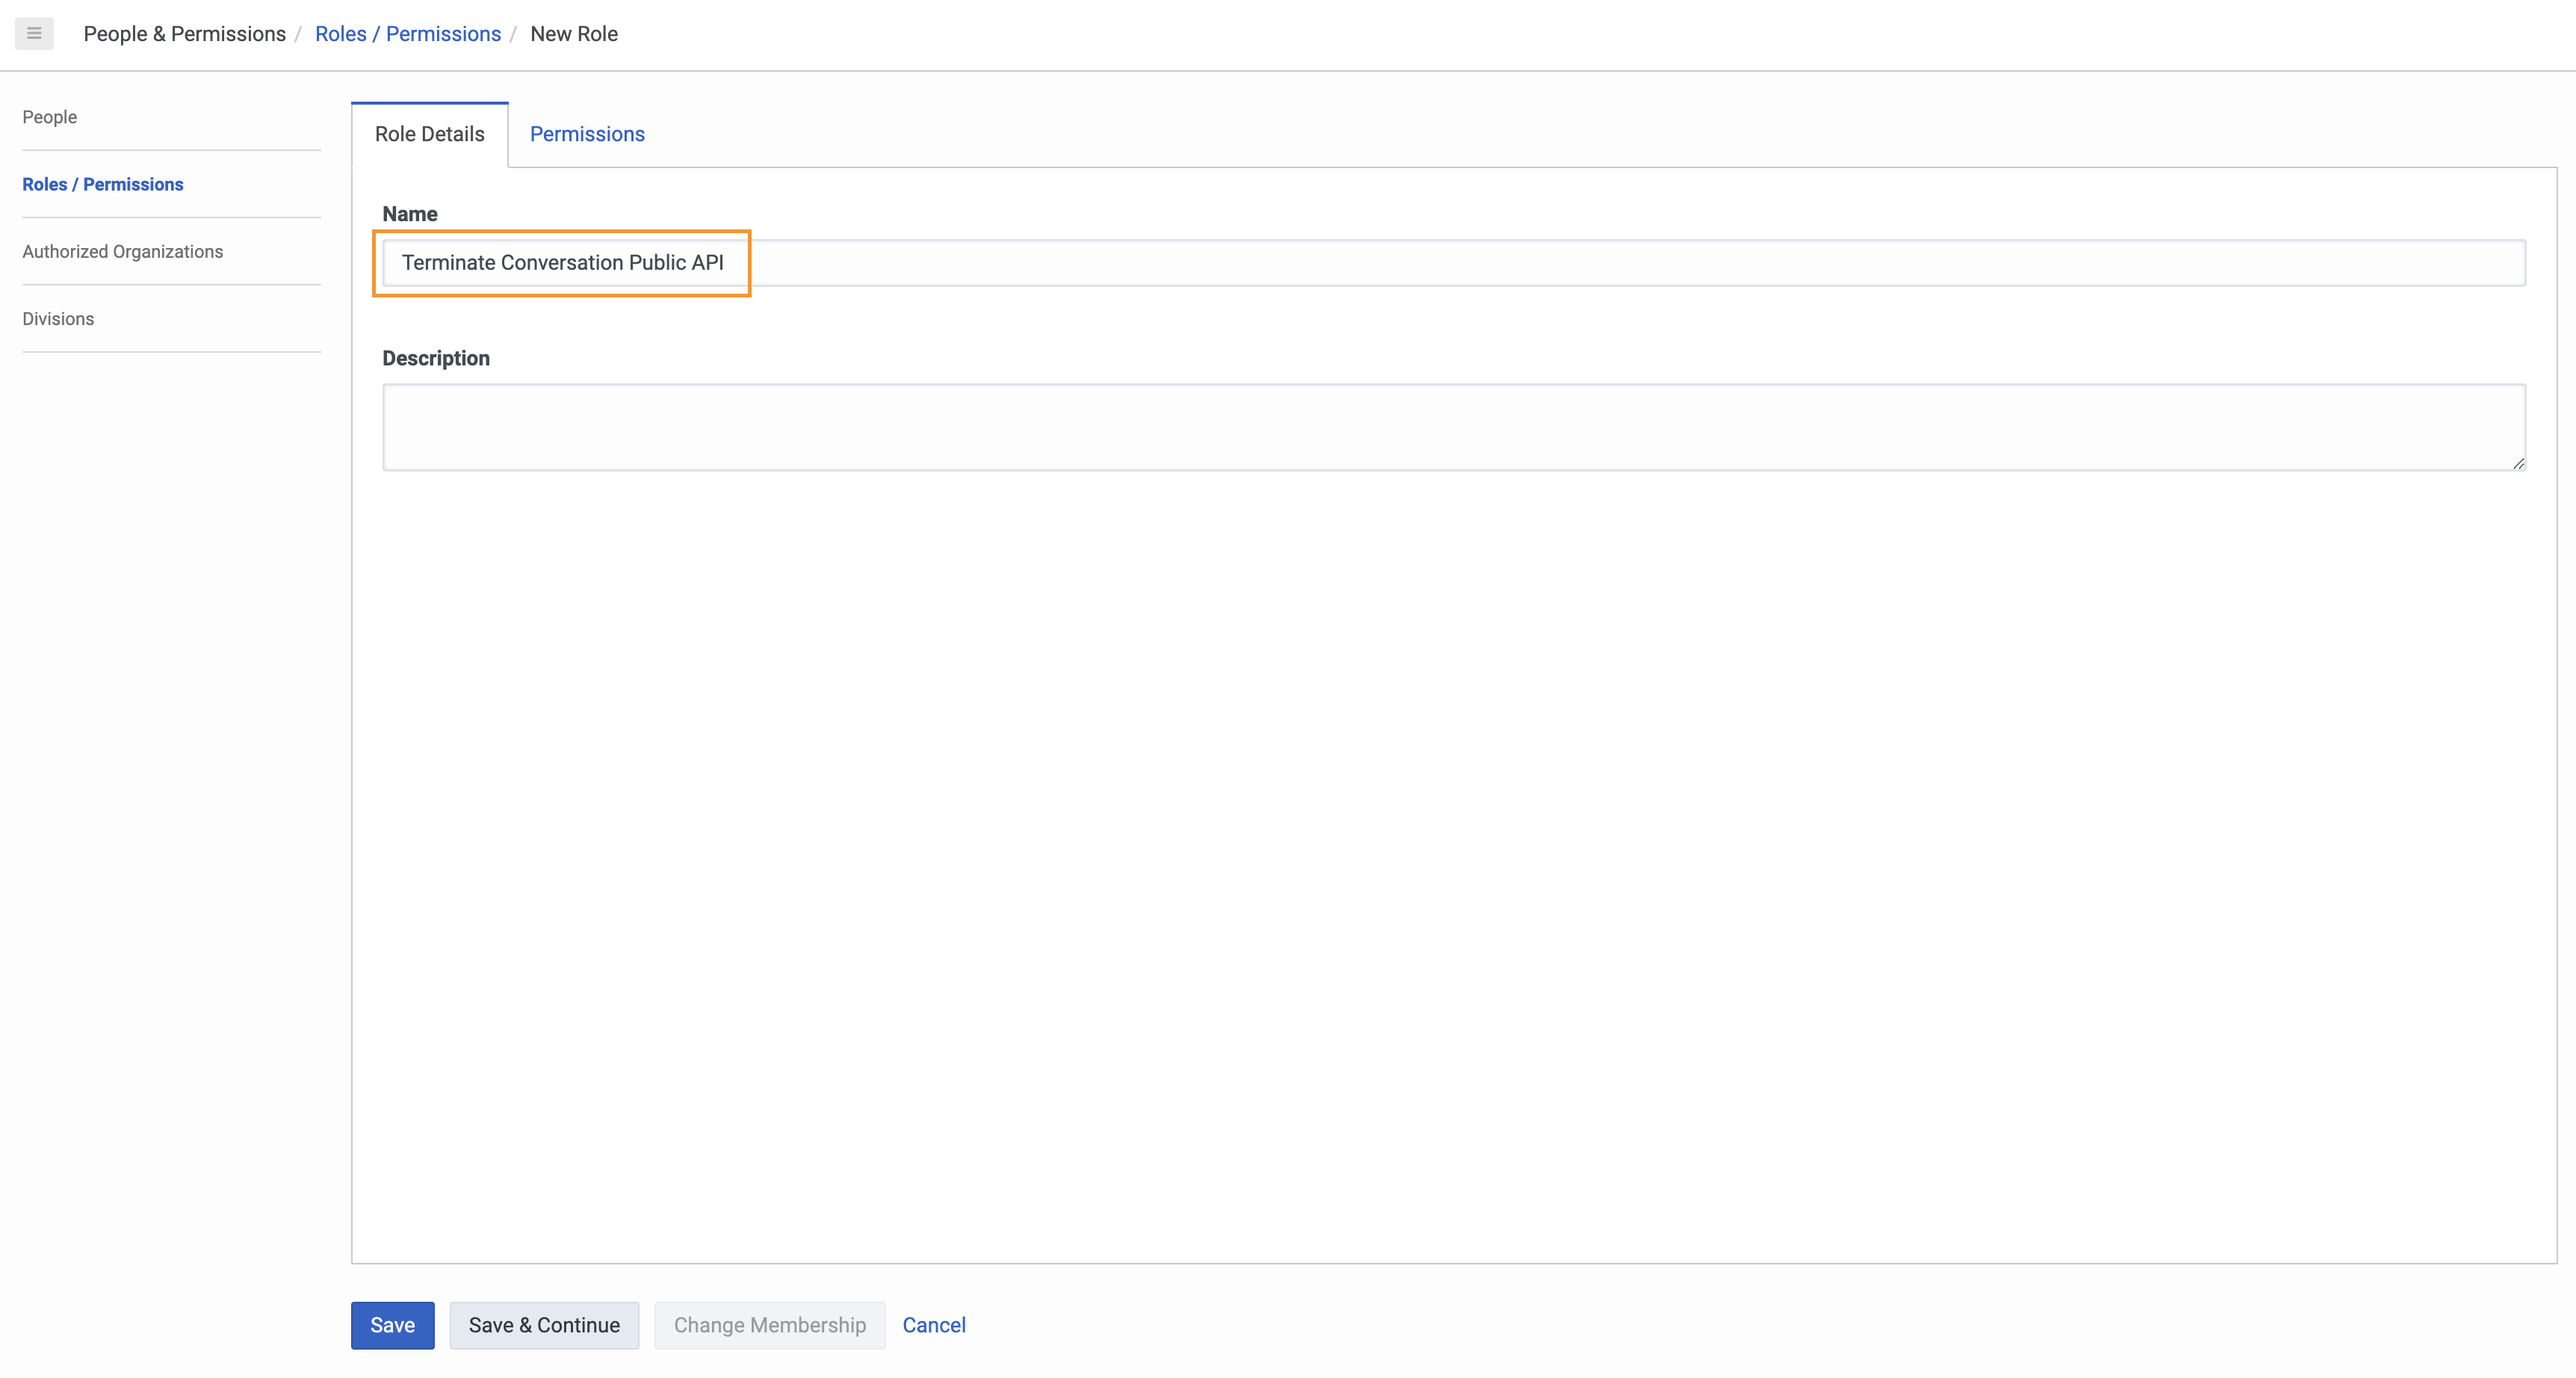 People & Permissions / Roles / Permissions / New Role
People
Roles / Permissions
Authorized Organizations
Divisions
Role Details Permissions
Name
Terminate Conversation Public API
Description
Save Save & Continue Change Membership Cancel